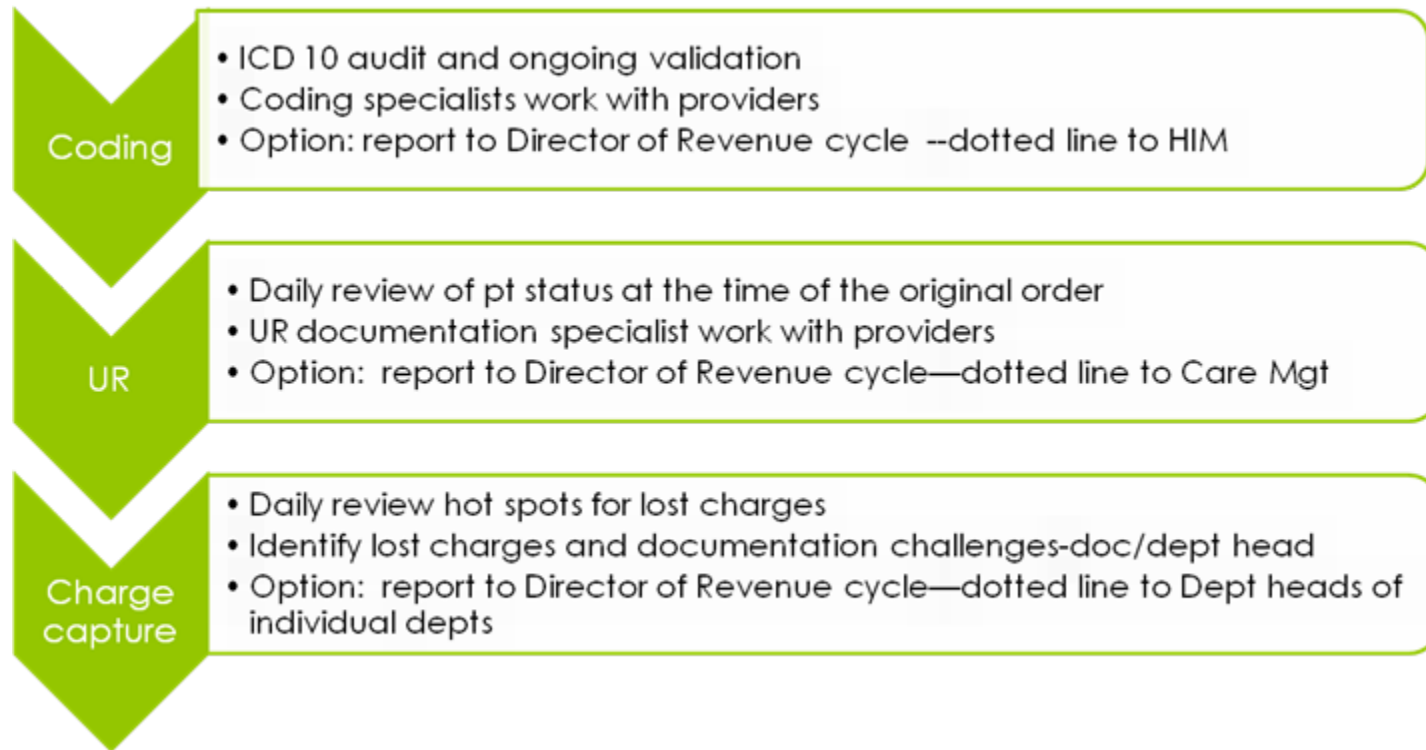 Coding
• ICD 10 audit and ongoing validation
• Coding specialists work with providers
• Option: report to Director of Revenue cycle --dotted line to HIM
UR
• Daily review of pt status at the time of the original order
• UR documentation specialist work with providers
• Option: report to Director of Revenue cycle—dotted line to Care Mgt
Charge
capture
• Daily review hot spots for lost charges
• Identify lost charges and documentation challenges-doc/dept head
• Option: report to Director of Revenue cycle—dotted line to Dept heads of
individual depts